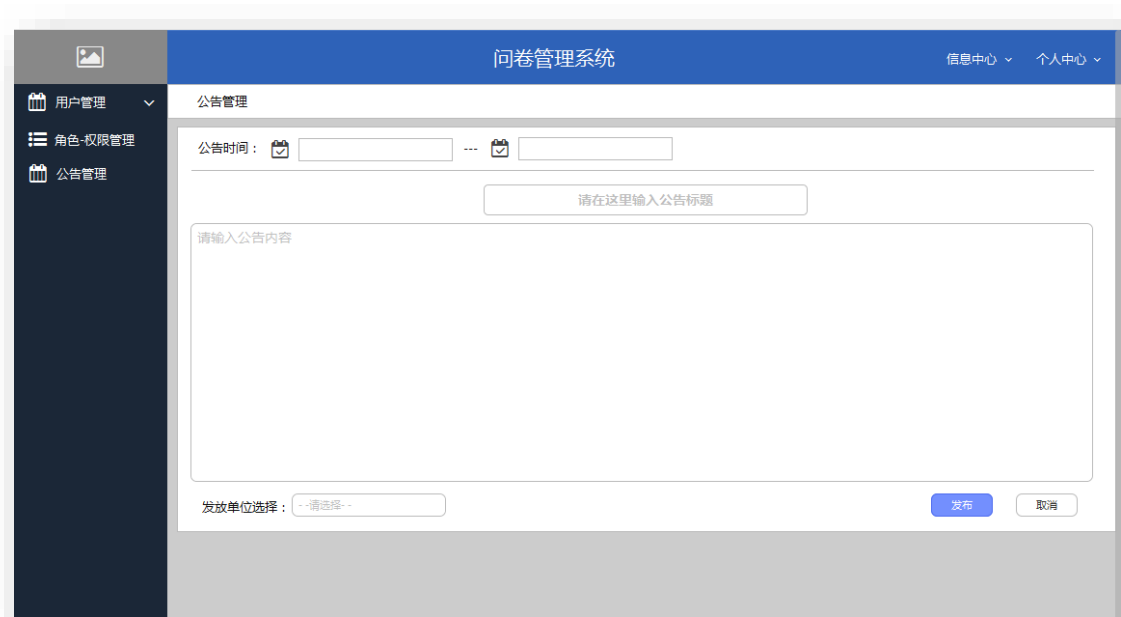 问卷管理系统
信息中心
个人中心
用户管理
角色-权限管理
公告管理
公告管理
公告时间：
---
请在这里输入公告标题
请输入公告内容
发放单位选择：
--请选择--
发布
取消